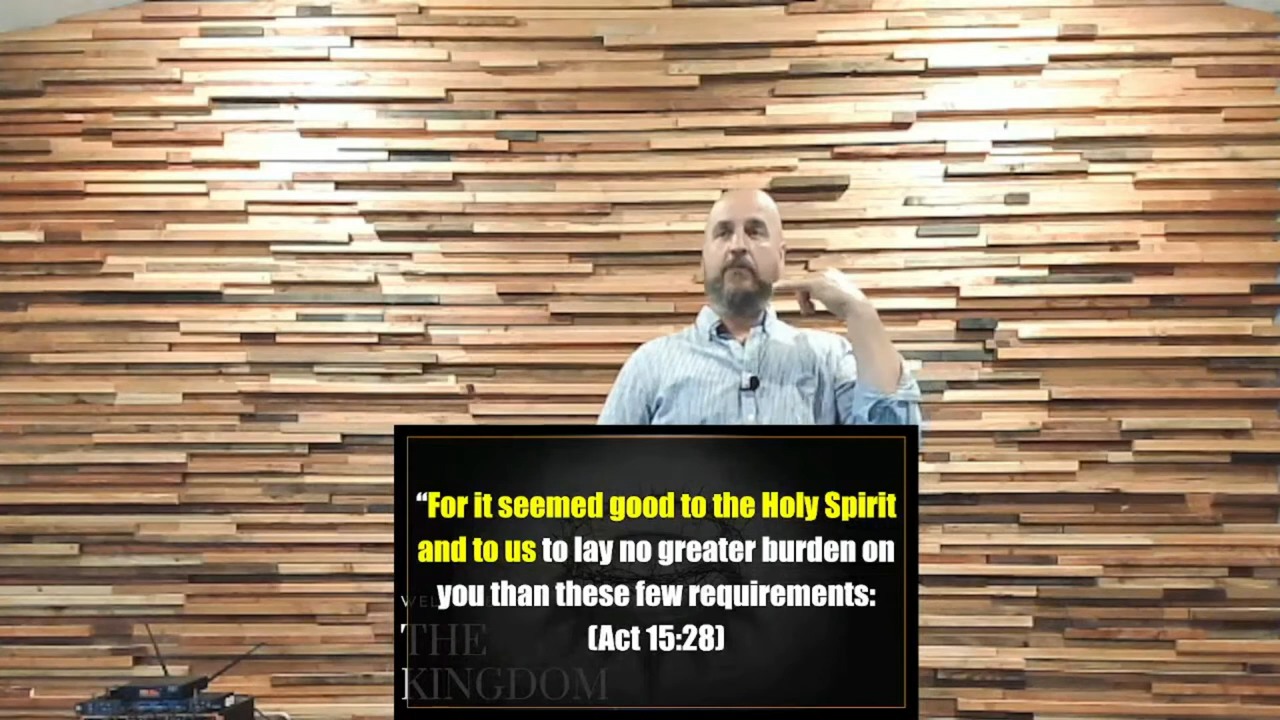 “For it seemed good to the Holy Spirit
and to us to lay no greater burden on
you than these few requirements:
(Act 15:28)
THE
KINGDOM